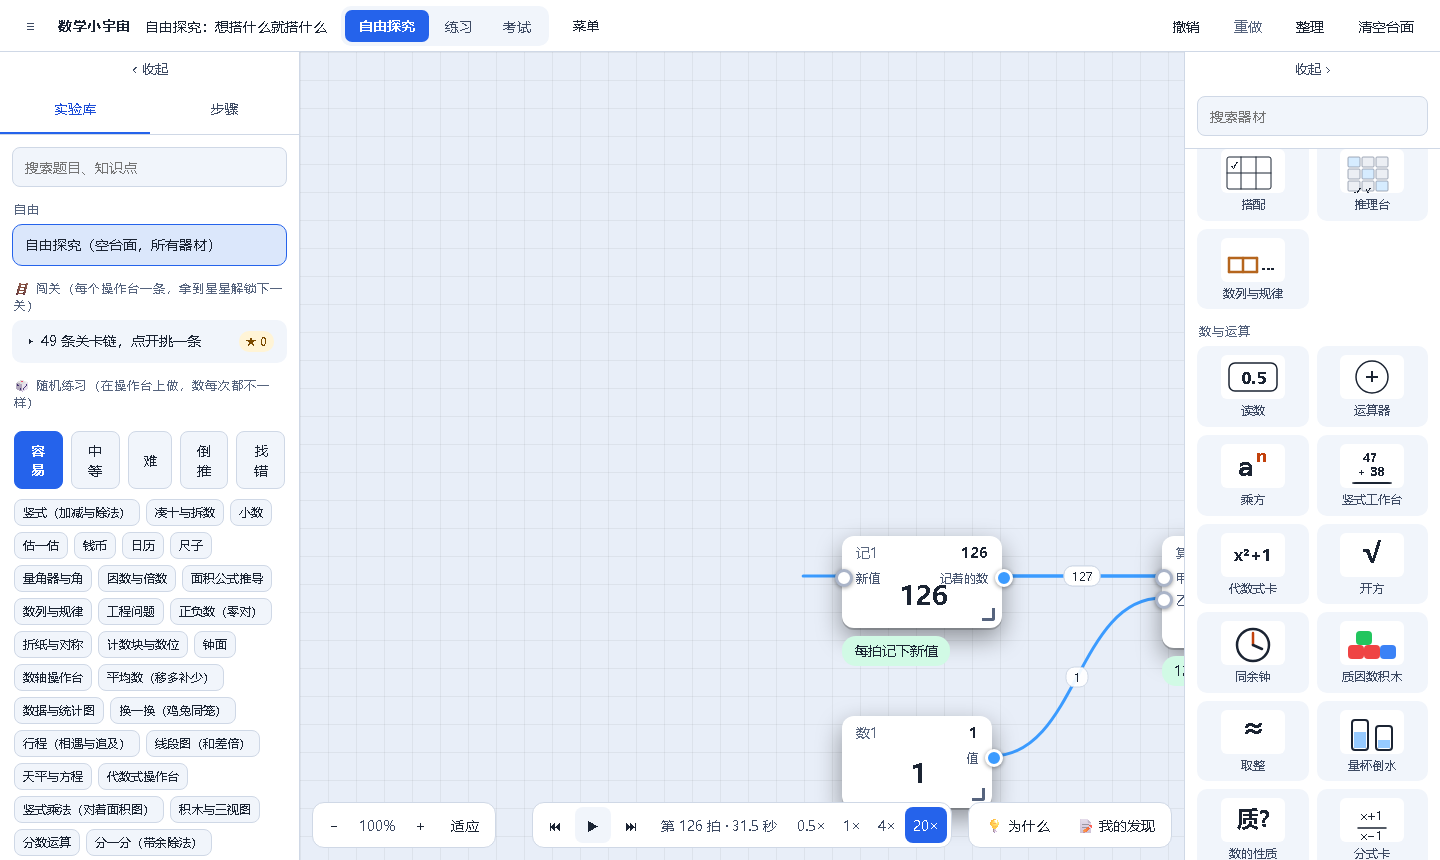 ≡ 数学小宇宙 自由探究：想搭什么就搭什么 自由探究 练习 考试 菜单 撤销 重做 整理 清空台面
‹ 收起
实验库 步骤
搜索题目、知识点
自由
自由探究（空台面，所有器材）
闯关（每个操作台一条，拿到星星解锁下一
关）
‣ 49 条关卡链，点开挑一条 ★ 0
随机练习（在操作台上做，数每次都不一
样）
容易 中等 难 倒推 找错
竖式（加减与除法） 凑十与拆数 小数
估一估 钱币 日历 尺子
量角器与角 因数与倍数 面积公式推导
数列与规律 工程问题 正负数（零对）
折纸与对称 计数块与数位 钟面
数轴操作台 平均数（移多补少）
数据与统计图 换一换（鸡兔同笼）
行程（相遇与追及） 线段图（和差倍）
天平与方程 代数式操作台
竖式乘法（对着面积图） 积木与三视图
分数运算 分一分（带余除法）
记1 126
新值 记着的数
126
每拍记下新值
127
1
数1 1
值
1
甲
− 100% + 适应
⏮ ▶ ⏭ 第 126 拍 · 31.5 秒 0.5× 1× 4× 20×
为什么 我的发现
收起 ›
搜索器材
搭配 推理台
...
数列与规律
数与运算
0.5 +
读数 运算器
aⁿ 47
+ 38
乘方 竖式工作台
x²+1 √
代数式卡 开方
同余钟 质因数积木
≈
取整 量杯倒水
质? x+1
x−1
数的性质 分式卡